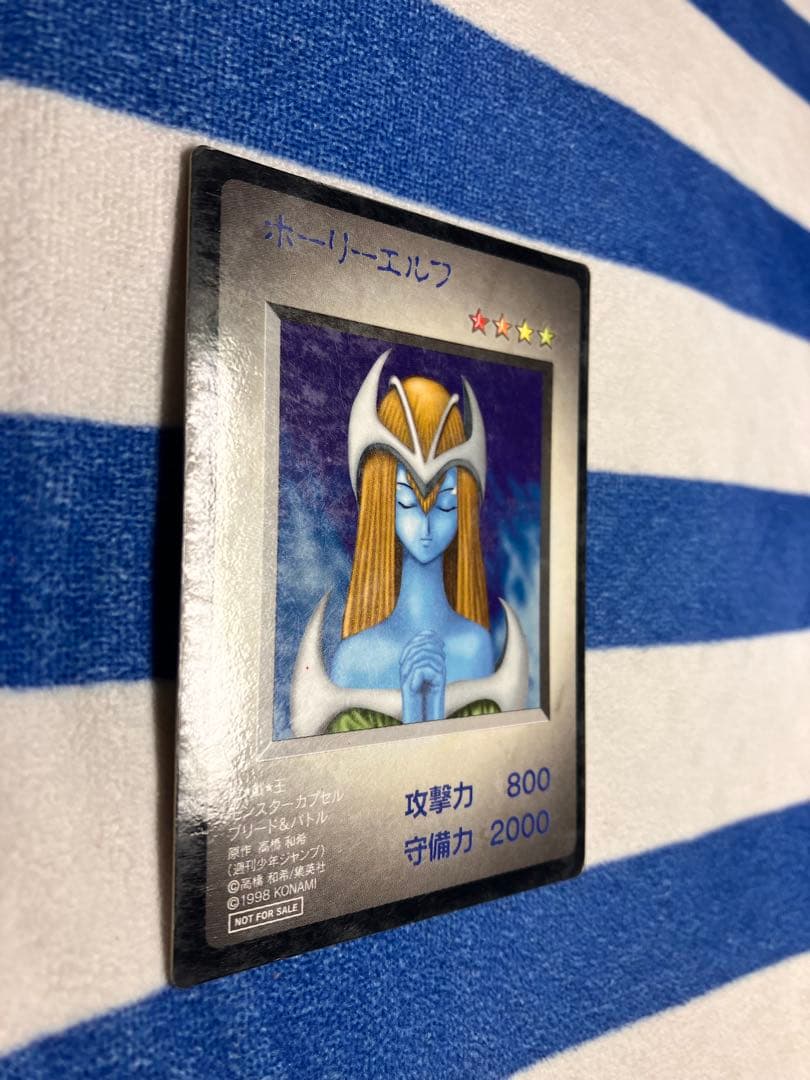 ホーリーエルフ
攻撃力 800
守備力 2000
遊★戯★王
モンスターカプセル
ブリード&バトル
原作 高橋 和希
(週刊少年ジャンプ)
©高橋 和希/集英社
©1998 KONAMI
NOT FOR SALE